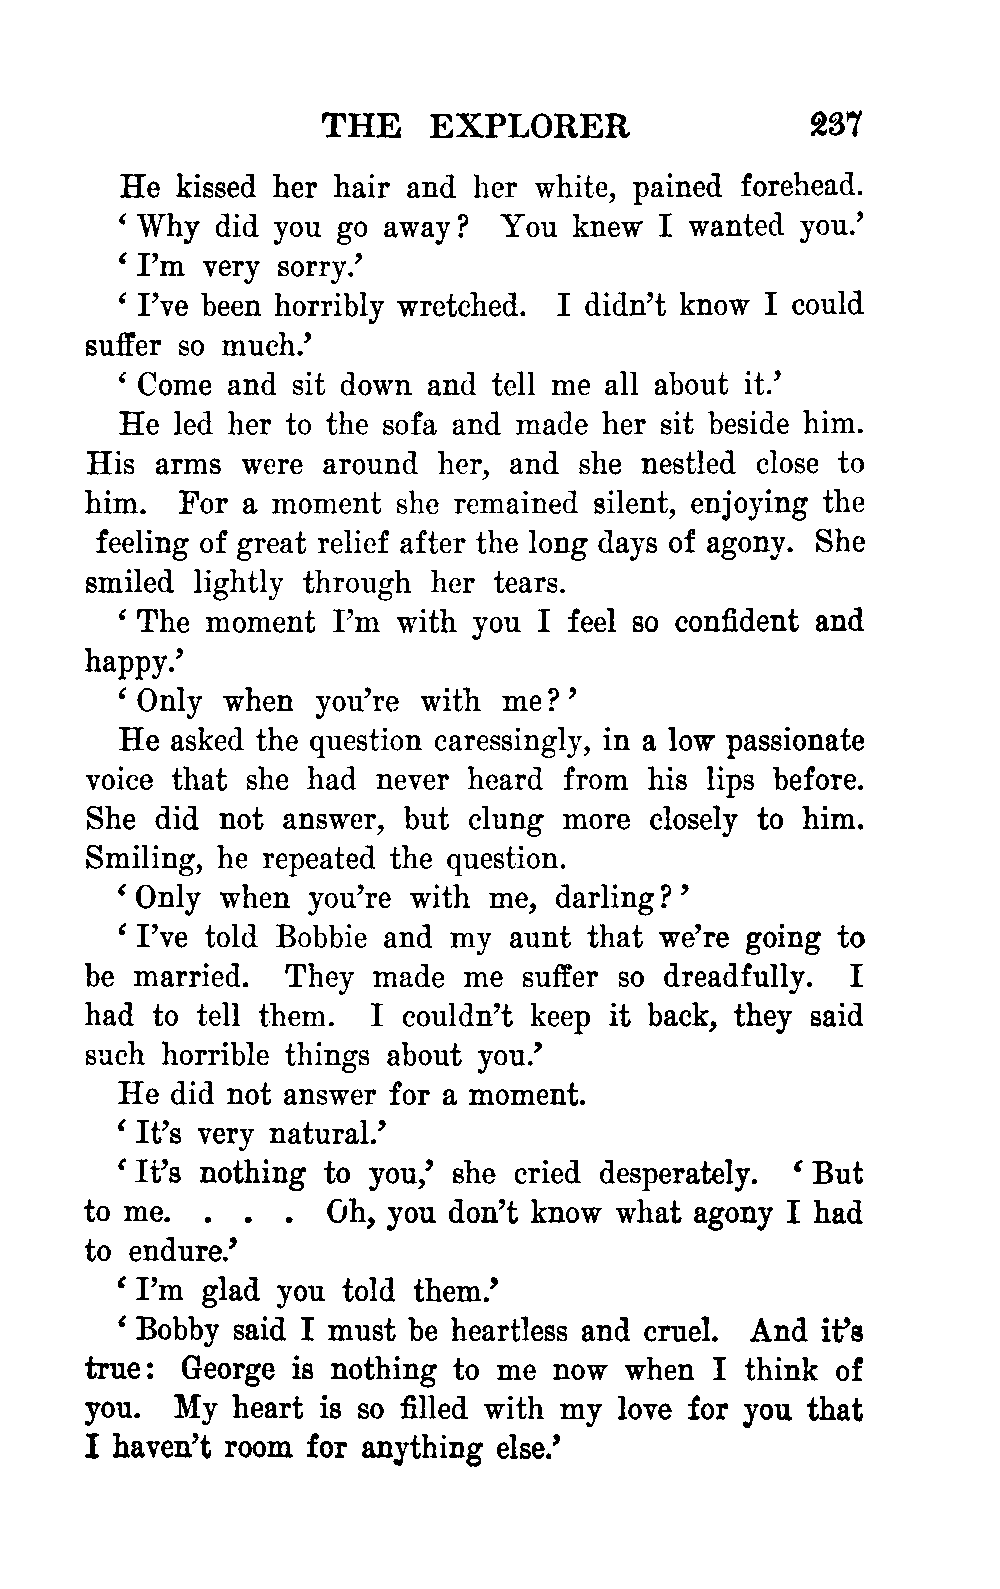 THE EXPLORER 237
He kissed her hair and her white, pained forehead.
‘ Why did you go away? You knew I wanted you.’
‘ I’m very sorry.’
‘ I’ve been horribly wretched. I didn’t know I could
suffer so much.’
‘ Come and sit down and tell me all about it.’
He led her to the sofa and made her sit beside him.
His arms were around her, and she nestled close to
him. For a moment she remained silent, enjoying the
feeling of great relief after the long days of agony. She
smiled lightly through her tears.
‘ The moment I’m with you I feel so confident and
happy.’
‘ Only when you’re with me? ’
He asked the question caressingly, in a low passionate
voice that she had never heard from his lips before.
She did not answer, but clung more closely to him.
Smiling, he repeated the question.
‘ Only when you’re with me, darling? ’
‘ I’ve told Bobbie and my aunt that we’re going to
be married. They made me suffer so dreadfully. I
had to tell them. I couldn’t keep it back, they said
such horrible things about you.’
He did not answer for a moment.
‘ It’s very natural.’
‘ It’s nothing to you,’ she cried desperately. ‘ But
to me. . . . Oh, you don’t know what agony I had
to endure.’
‘ I’m glad you told them.’
‘ Bobby said I must be heartless and cruel. And it’s
true: George is nothing to me now when I think of
you. My heart is so filled with my love for you that
I haven’t room for anything else.’